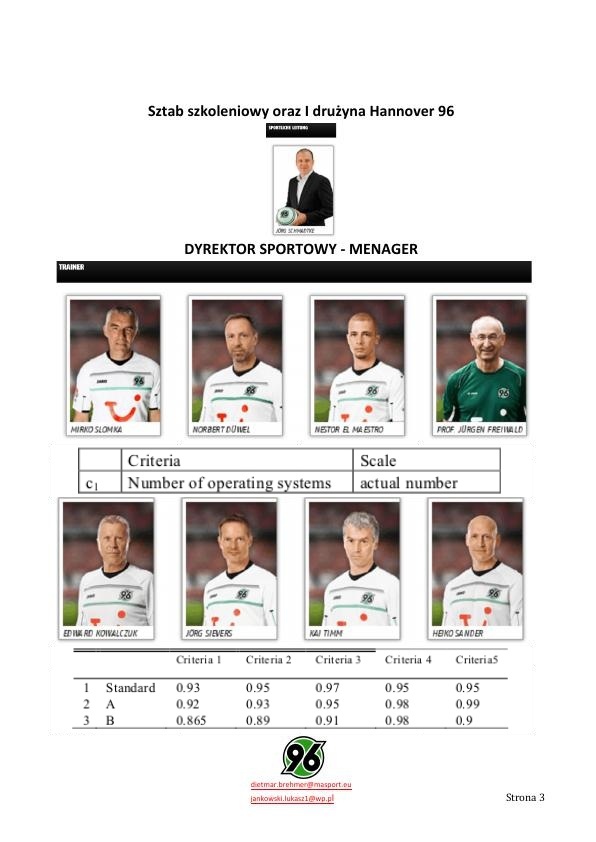 Sztab szkoleniowy oraz I drużyna Hannover 96
SPORTLICHE LEITUNG
JÖRG SCHMADTKE
DYREKTOR SPORTOWY - MENAGER
TRAINER
MIRKO SLOMKA NORBERT DÜWEL NESTOR EL MAESTRO PROF. JÜRGEN FREIWALD
Criteria Scale
c1 Number of operating systems actual number
EDWARD KOWALCZUK JÖRG SIEVERS KAI TIMM HEIKO SANDER
Criteria 1 Criteria 2 Criteria 3 Criteria 4 Criteria5
1 Standard 0.93 0.95 0.97 0.95 0.95
2 A 0.92 0.93 0.95 0.98 0.99
3 B 0.865 0.89 0.91 0.98 0.9
96
dietmar.brehmer@masport.eu
jankowski.lukasz1@wp.pl
Strona 3